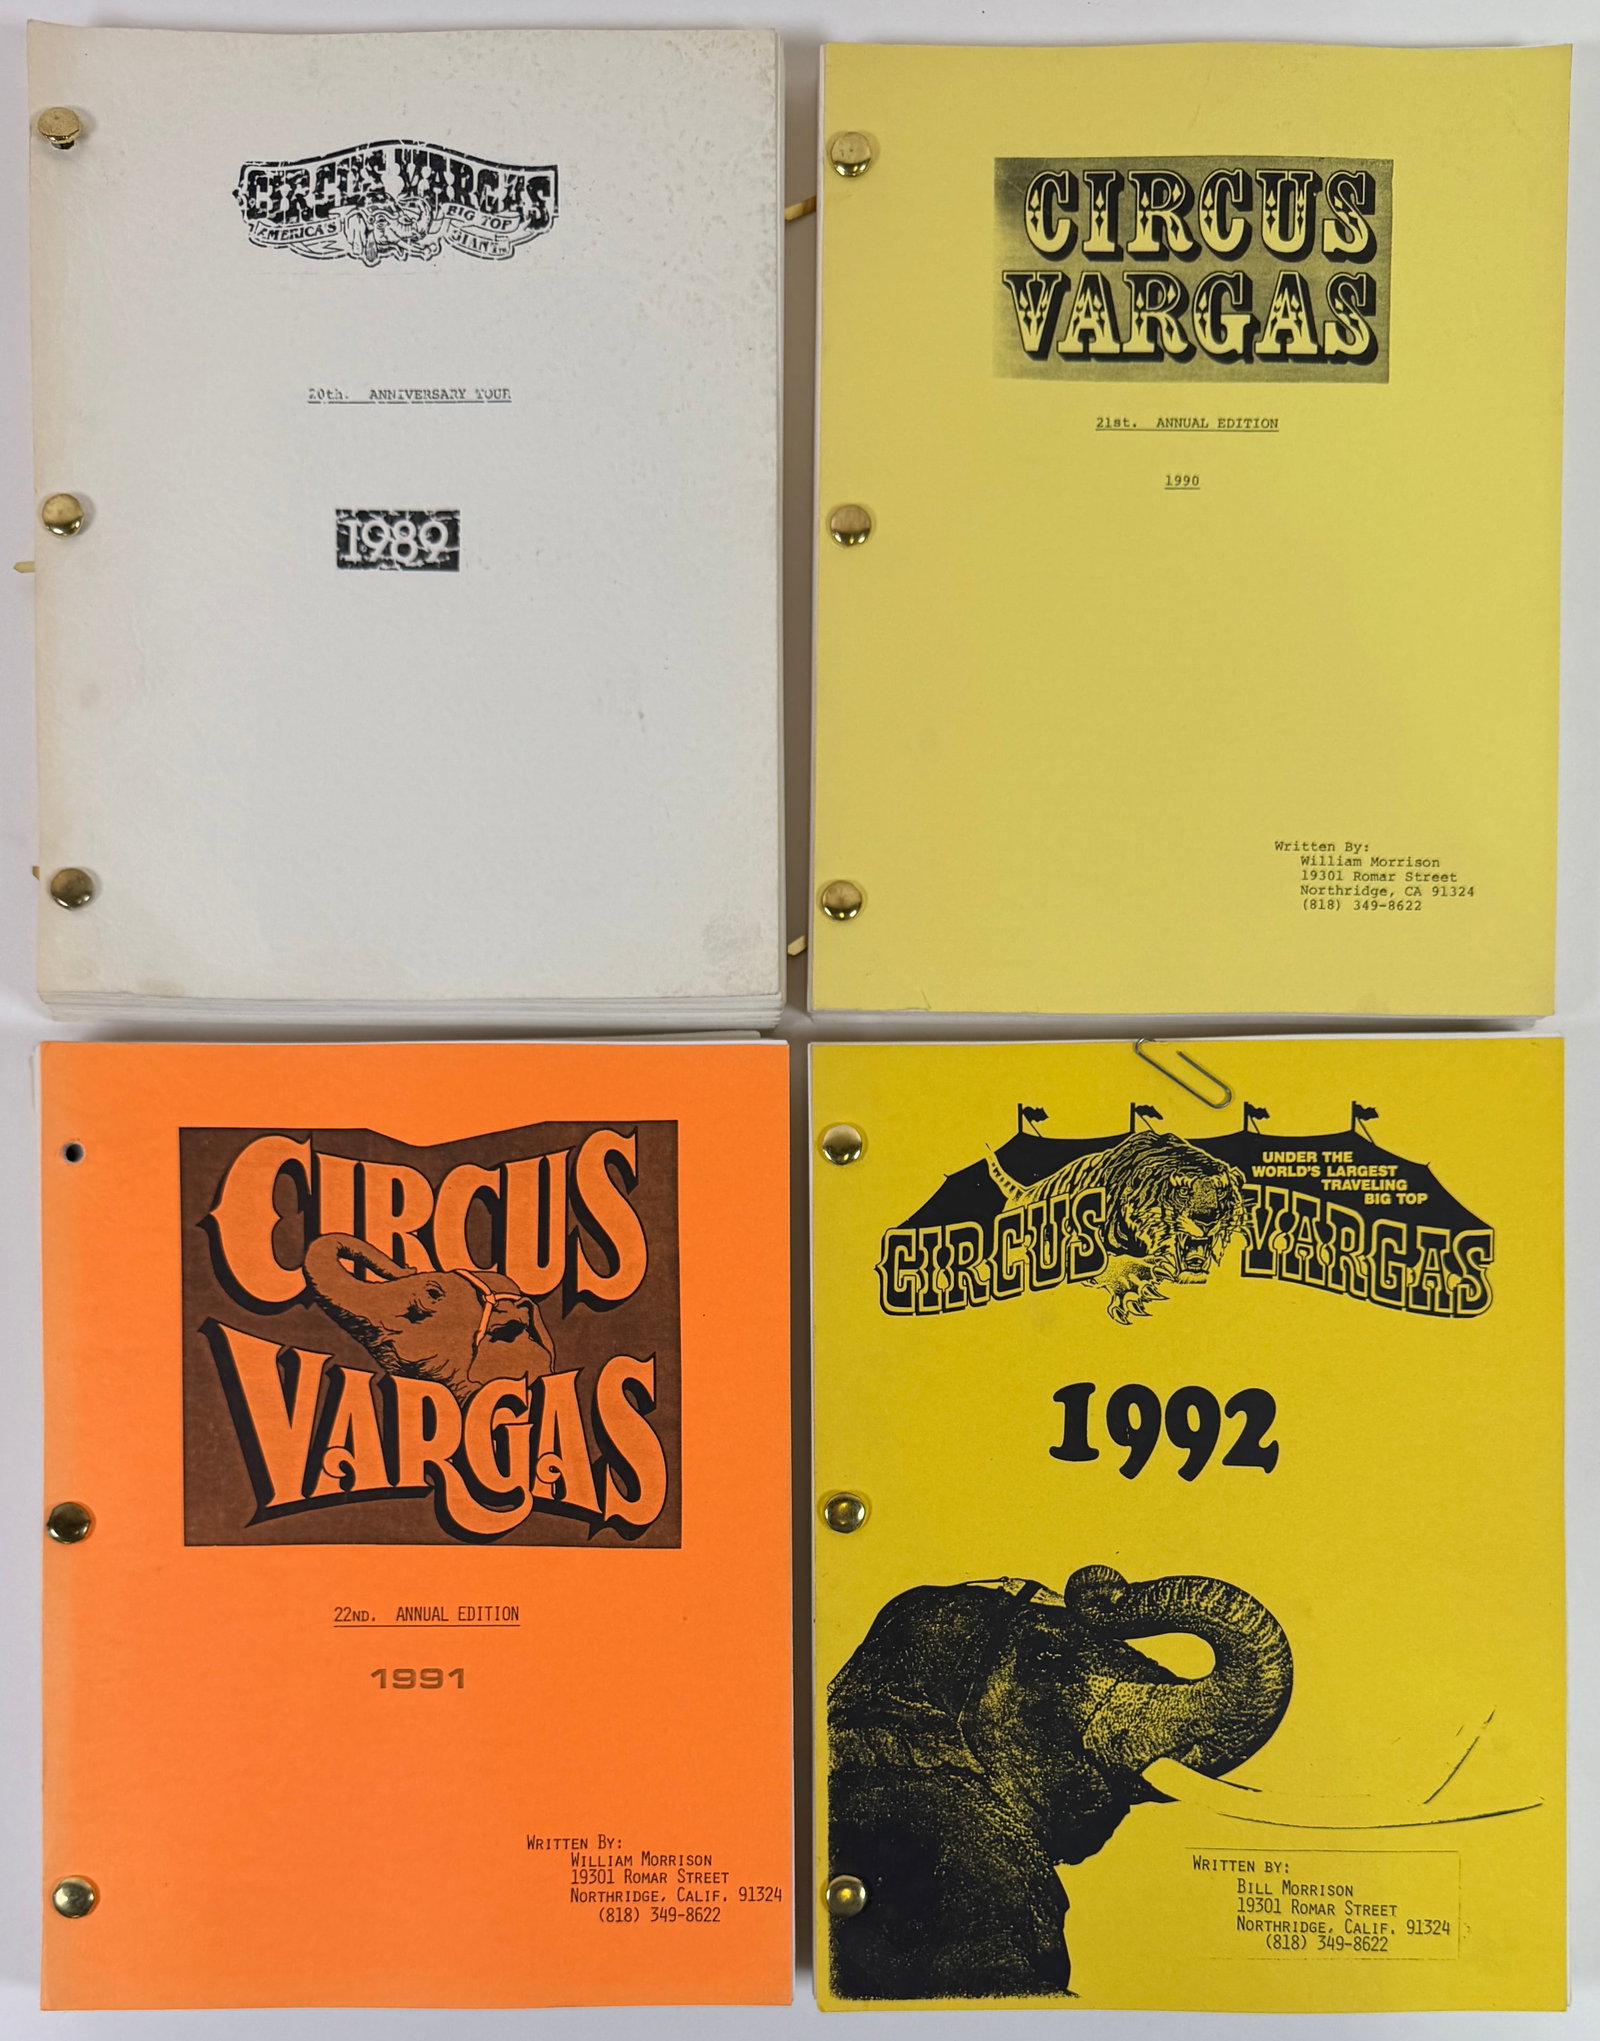 CIRCUS VARGAS
AMERICA'S BIG TOP GIANT
20th. ANNIVERSARY TOUR
1989
CIRCUS
VARGAS
21st. ANNUAL EDITION
1990
Written By:
William Morrison
19301 Romar Street
Northridge, CA 91324
(818) 349-8622
CIRCUS
VARGAS
22ND. ANNUAL EDITION
1991
WRITTEN BY:
WILLIAM MORRISON
19301 ROMAR STREET
NORTHRIDGE, CALIF. 91324
(818) 349-8622
UNDER THE
WORLD'S LARGEST
TRAVELING
BIG TOP
CIRCUS VARGAS
1992
WRITTEN BY:
BILL MORRISON
19301 ROMAR STREET
NORTHRIDGE, CALIF. 91324
(818) 349-8622